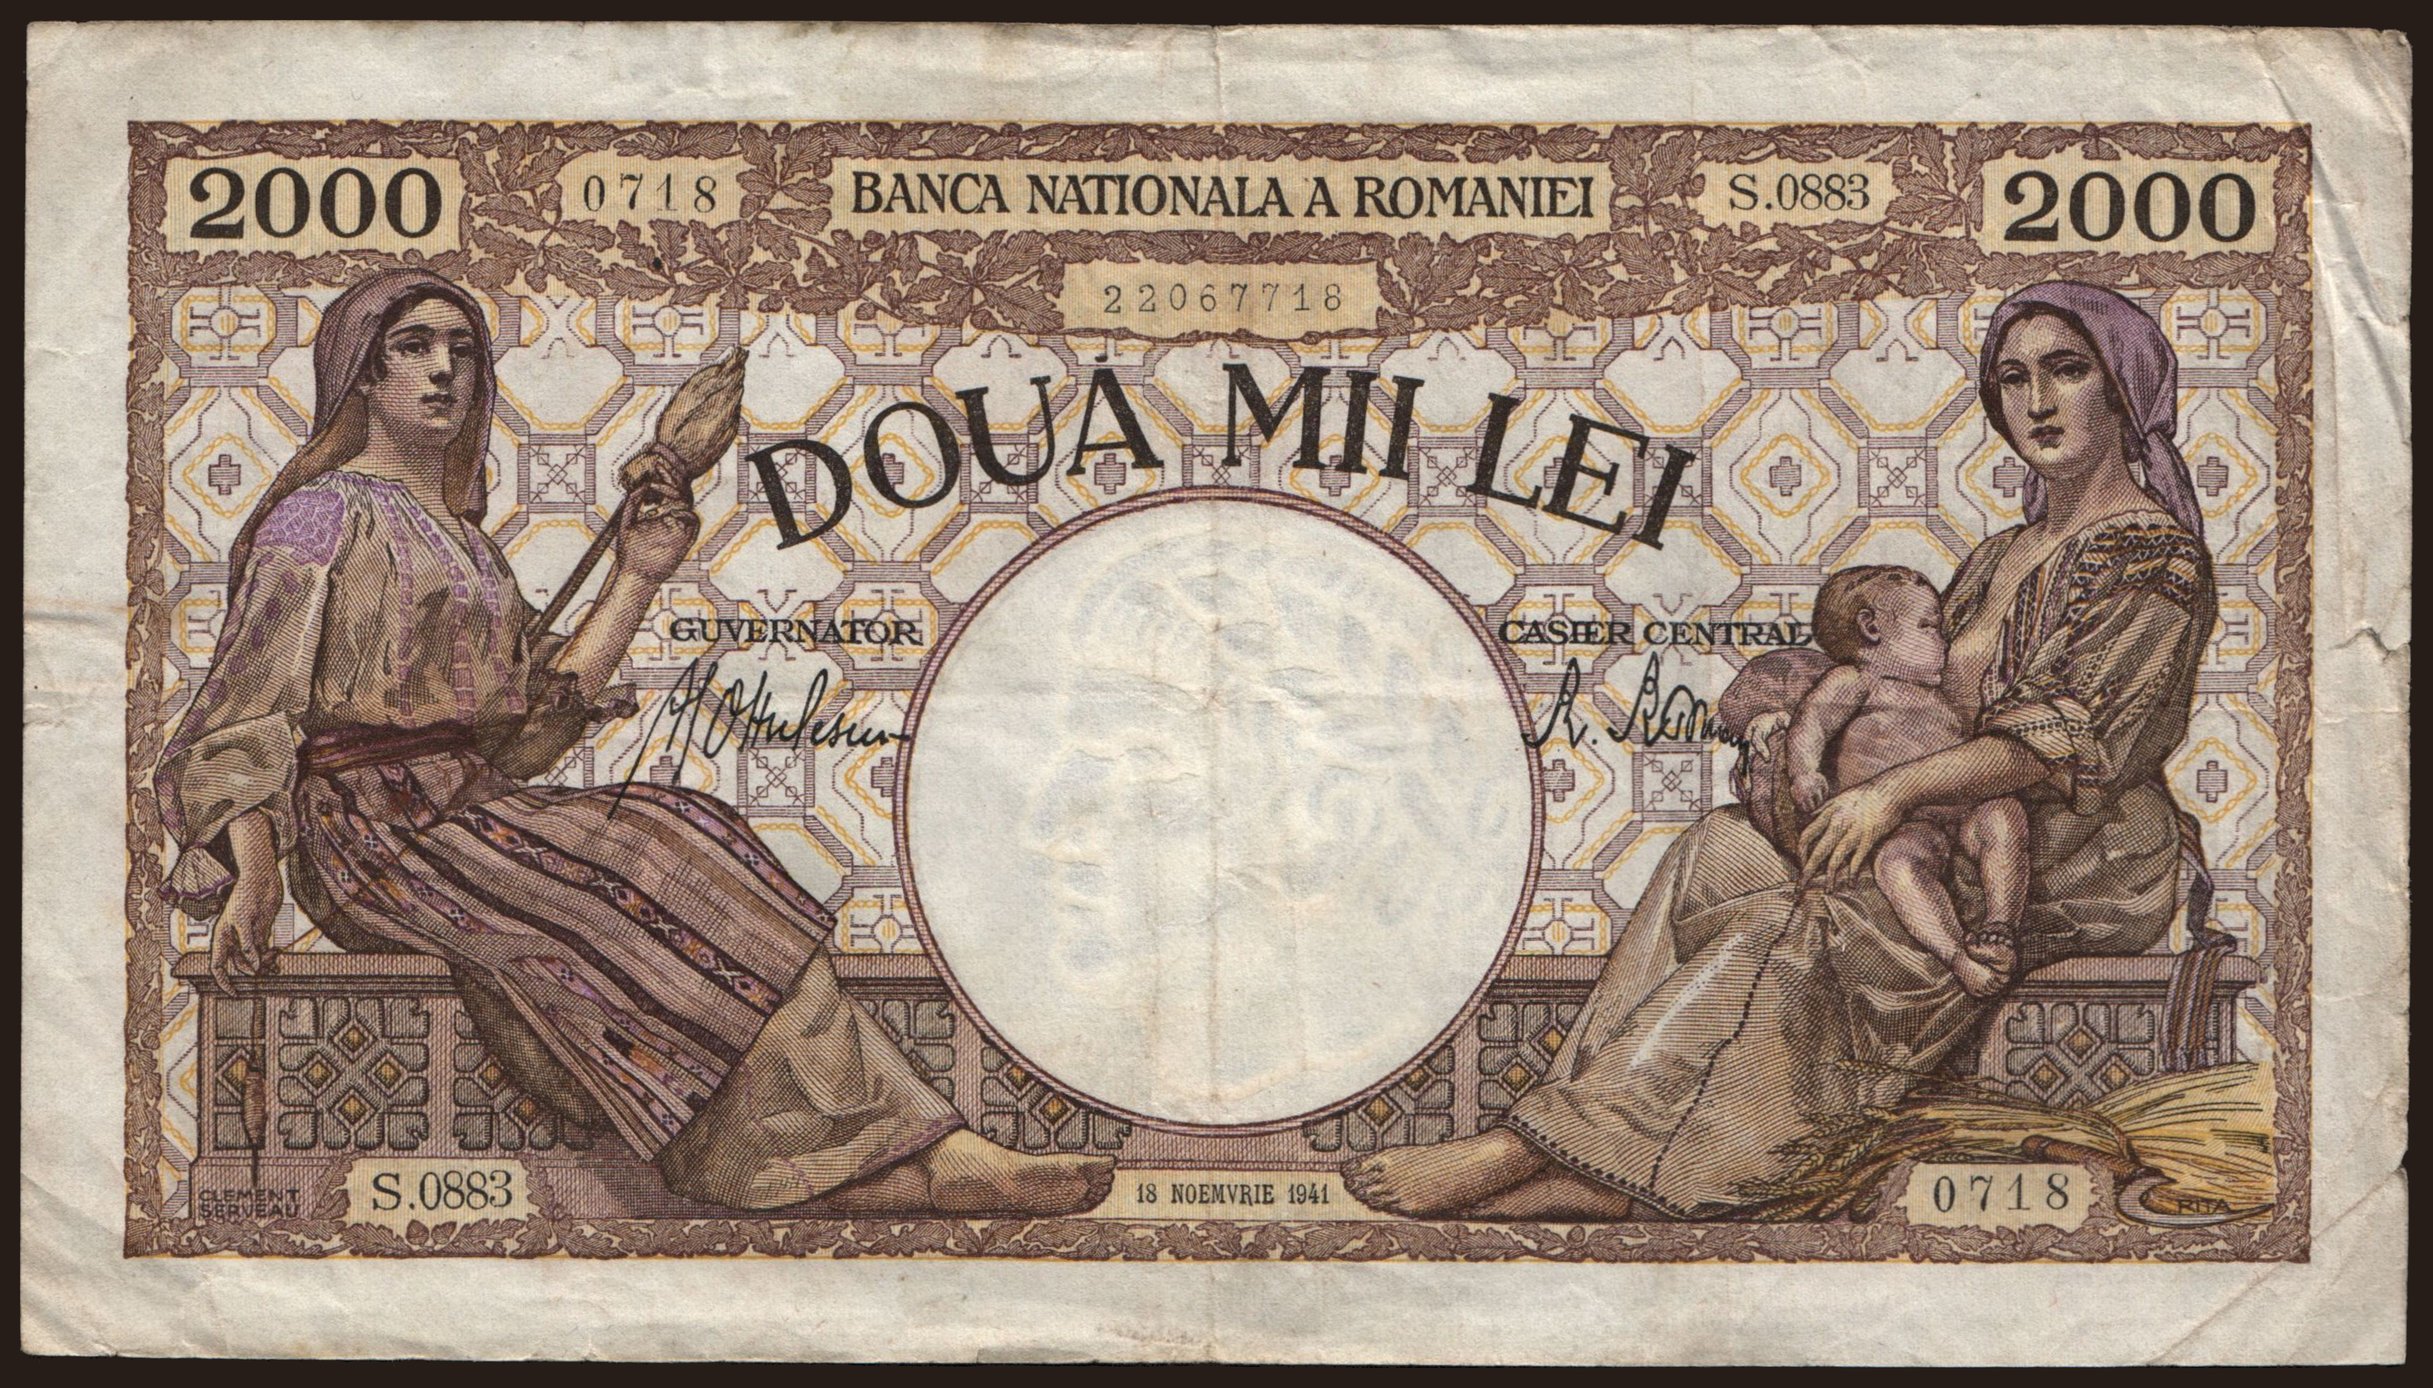 2000 0718 BANCA NATIONALA A ROMANIEI S.0883 2000
22067718
DOUĂ MII LEI
GUVERNATOR CASIER CENTRAL
S.0883 18 NOEMVRIE 1941 0718
CLEMENT
SERVEAU
RITA